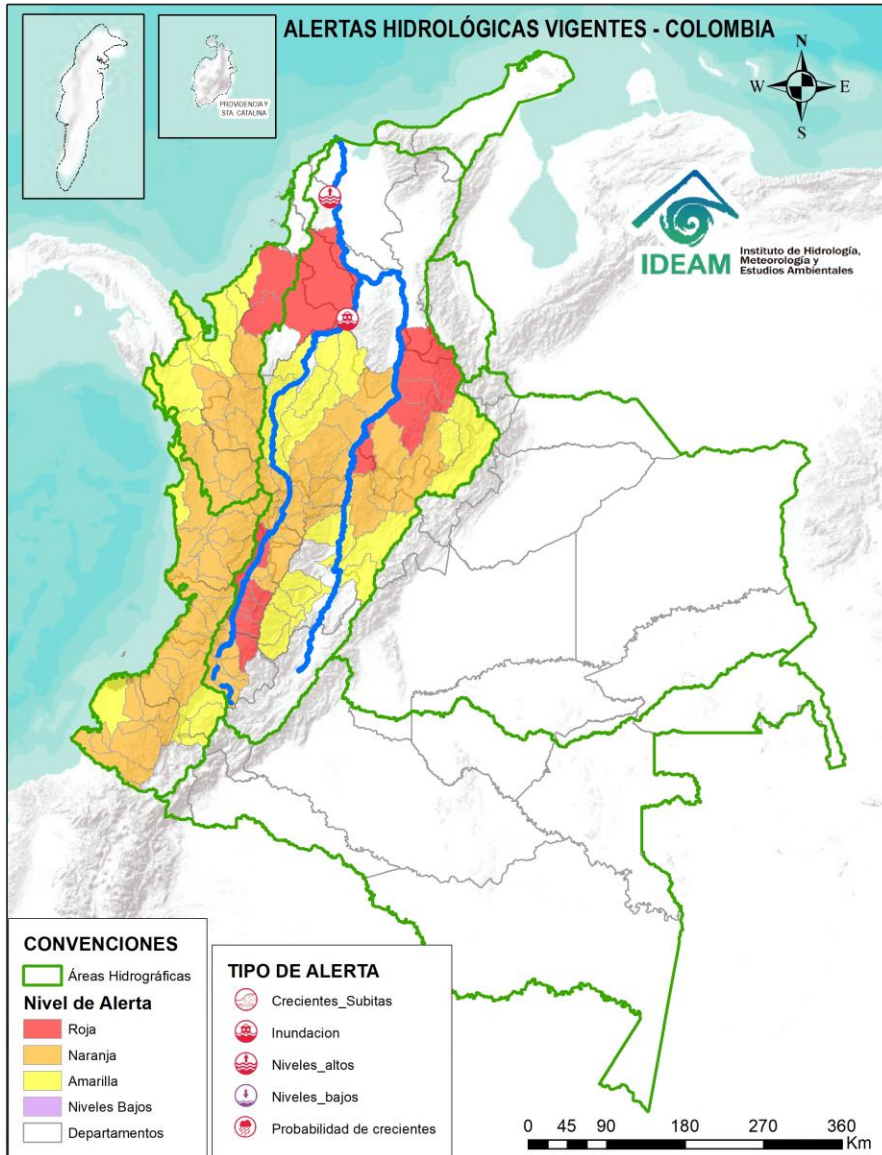 ALERTAS HIDROLÓGICAS VIGENTES - COLOMBIA
PROVIDENCIA Y
STA. CATALINA
N
W
E
S
IDEAM
Instituto de Hidrología,
Meteorología y
Estudios Ambientales
CONVENCIONES
Áreas Hidrográficas
Nivel de Alerta
Roja
Naranja
Amarilla
Niveles Bajos
Departamentos
TIPO DE ALERTA
Crecientes_Subitas
Inundacion
Niveles_altos
Niveles_bajos
Probabilidad de crecientes
0 45 90 180 270 360
Km